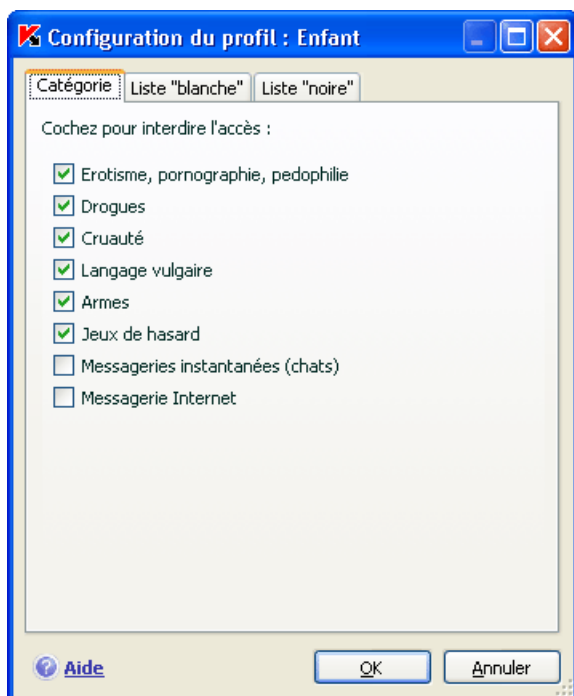 Configuration du profil : Enfant
Catégorie Liste "blanche" Liste "noire"
Cochez pour interdire l'accès :
Erotisme, pornographie, pedophilie
Drogues
Cruauté
Langage vulgaire
Armes
Jeux de hasard
Messageries instantanées (chats)
Messagerie Internet
Aide OK Annuler